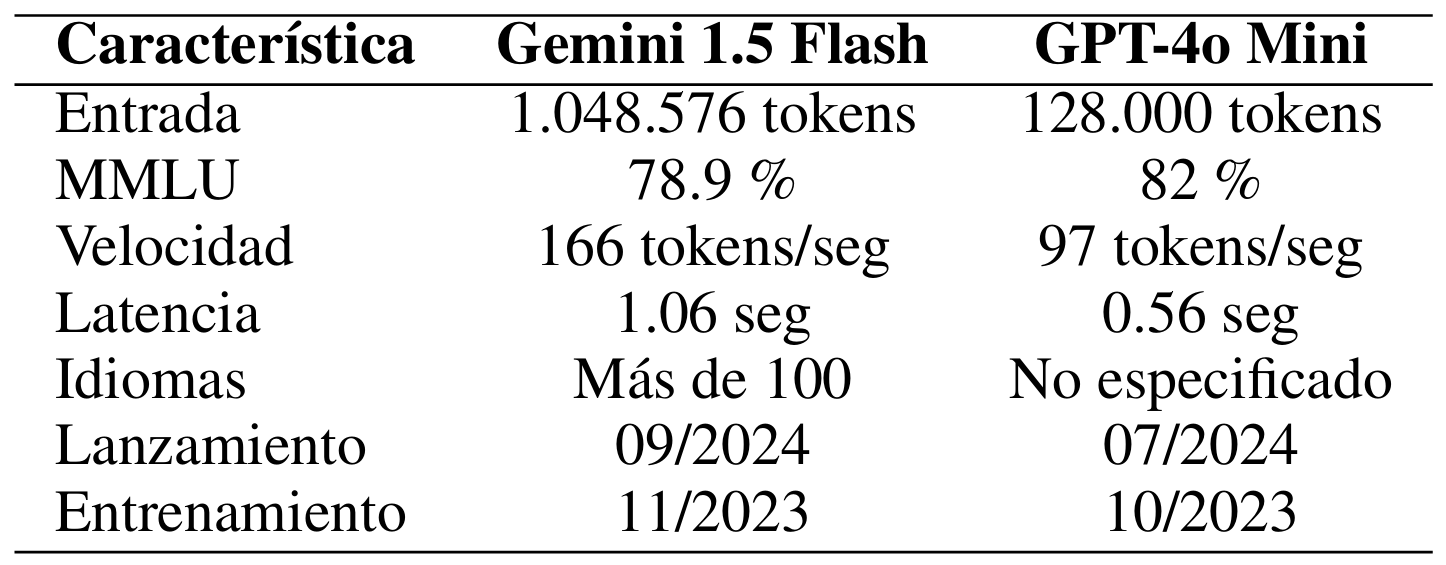 Característica Gemini 1.5 Flash GPT-4o Mini
Entrada 1.048.576 tokens 128.000 tokens
MMLU 78.9 % 82 %
Velocidad 166 tokens/seg 97 tokens/seg
Latencia 1.06 seg 0.56 seg
Idiomas Más de 100 No especificado
Lanzamiento 09/2024 07/2024
Entrenamiento 11/2023 10/2023